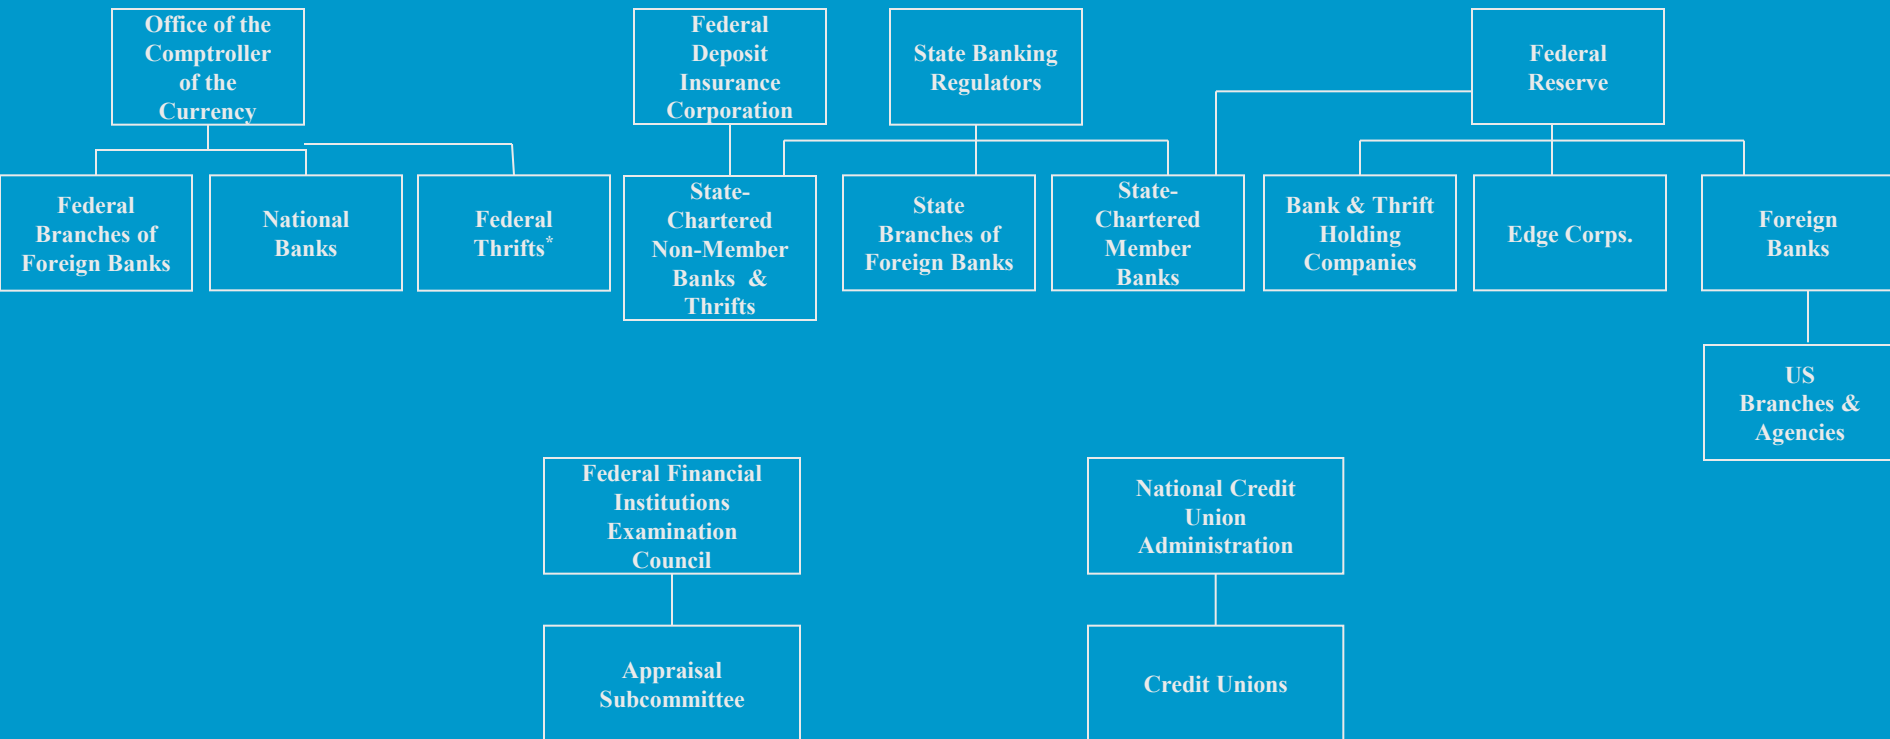 Office of the
Comptroller
of the
Currency
Federal
Deposit
Insurance
Corporation
State Banking
Regulators
Federal
Reserve
Federal
Branches of
Foreign Banks
National
Banks
Federal
Thrifts*
State-
Chartered
Non-Member
Banks &
Thrifts
State
Branches of
Foreign Banks
State-
Chartered
Member
Banks
Bank & Thrift
Holding
Companies
Edge Corps.
Foreign
Banks
US
Branches &
Agencies
Federal Financial
Institutions
Examination
Council
National Credit
Union
Administration
Appraisal
Subcommittee
Credit Unions